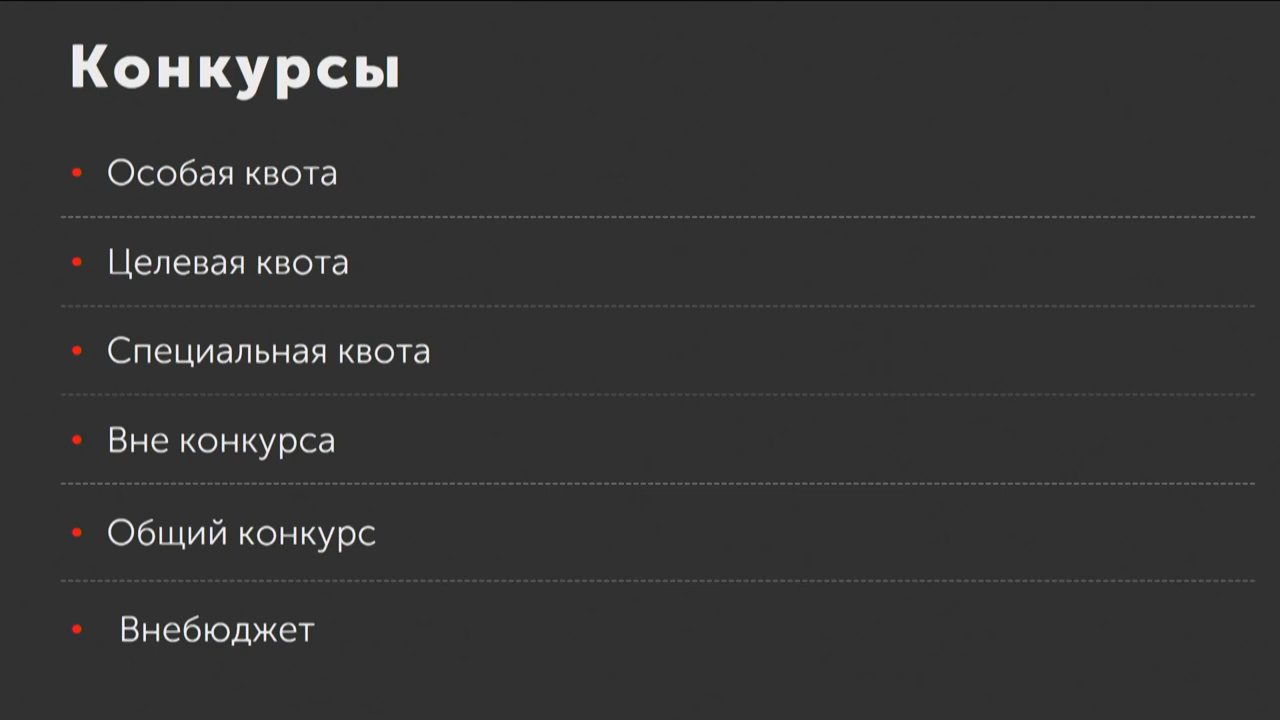 Конкурсы
Особая квота
Целевая квота
Специальная квота
Вне конкурса
Общий конкурс
Внебюджет